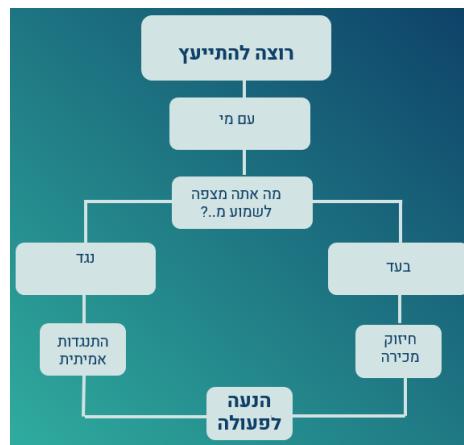 רוצה להתייעץ
עם מי
מה אתה מצפה
לשמוע מ..?
בעד
נגד
חיזוק
מכירה
התנגדות
אמיתית
הנעה
לפעולה